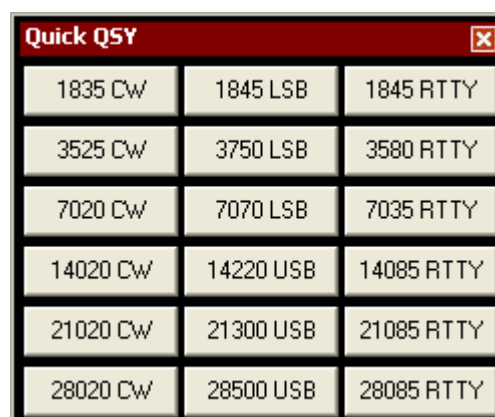 Quick QSY
1835 CW 1845 LSB 1845 RTTY
3525 CW 3750 LSB 3580 RTTY
7020 CW 7070 LSB 7035 RTTY
14020 CW 14220 USB 14085 RTTY
21020 CW 21300 USB 21085 RTTY
28020 CW 28500 USB 28085 RTTY